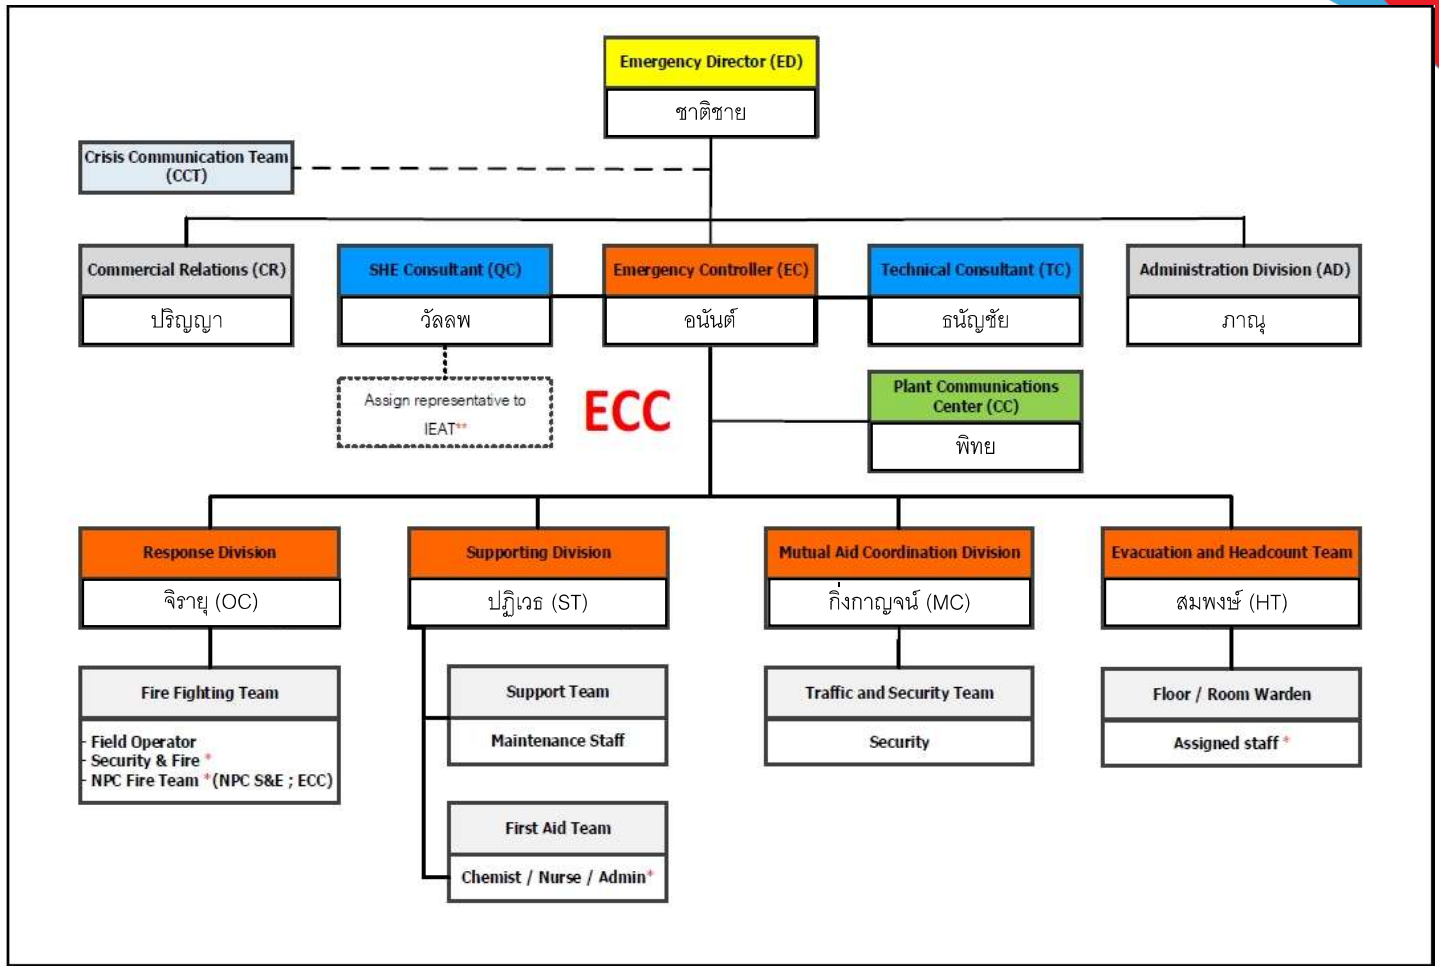 Emergency Director (ED)
ชาติชาย
Crisis Communication Team
(CCT)
Commercial Relations (CR)
ปริญญา
SHE Consultant (QC)
วัลลพ
Emergency Controller (EC)
อนันต์
Technical Consultant (TC)
ธนัญชัย
Administration Division (AD)
ภาณุ
Assign representative to
IEAT**
ECC
Plant Communications
Center (CC)
พิทย
Response Division
จิรายุ (OC)
Supporting Division
ปฏิเวธ (ST)
Mutual Aid Coordination Division
กิ่งกาญจน์ (MC)
Evacuation and Headcount Team
สมพงษ์ (HT)
Fire Fighting Team
- Field Operator
- Security & Fire *
- NPC Fire Team *(NPC S&E ; ECC)
Support Team
Maintenance Staff
Traffic and Security Team
Security
Floor / Room Warden
Assigned staff *
First Aid Team
Chemist / Nurse / Admin*